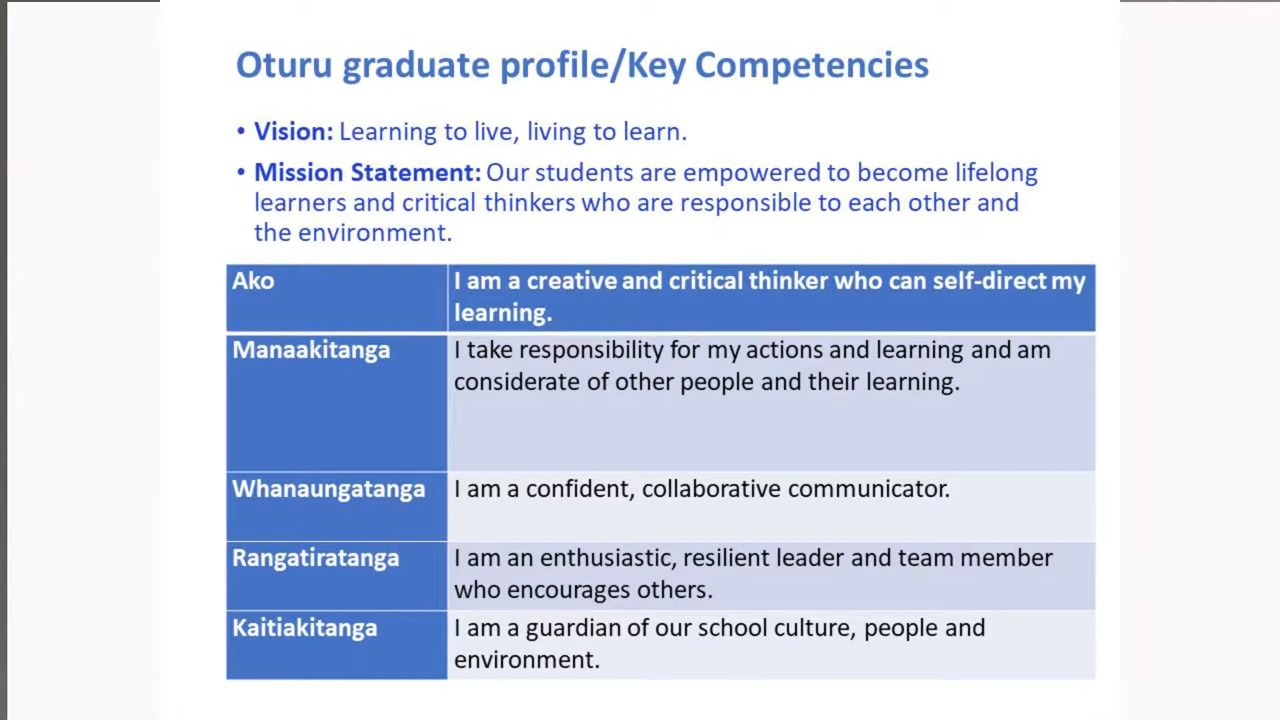 Oturu graduate profile/Key Competencies
• Vision: Learning to live, living to learn.
• Mission Statement: Our students are empowered to become lifelong
learners and critical thinkers who are responsible to each other and
the environment.
Ako
I am a creative and critical thinker who can self-direct my
learning.
Manaakitanga
I take responsibility for my actions and learning and am
considerate of other people and their learning.
Whanaungatanga
I am a confident, collaborative communicator.
Rangatiratanga
I am an enthusiastic, resilient leader and team member
who encourages others.
Kaitiakitanga
I am a guardian of our school culture, people and
environment.